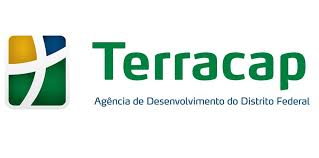 Terracap
Agência de Desenvolvimento do Distrito Federal